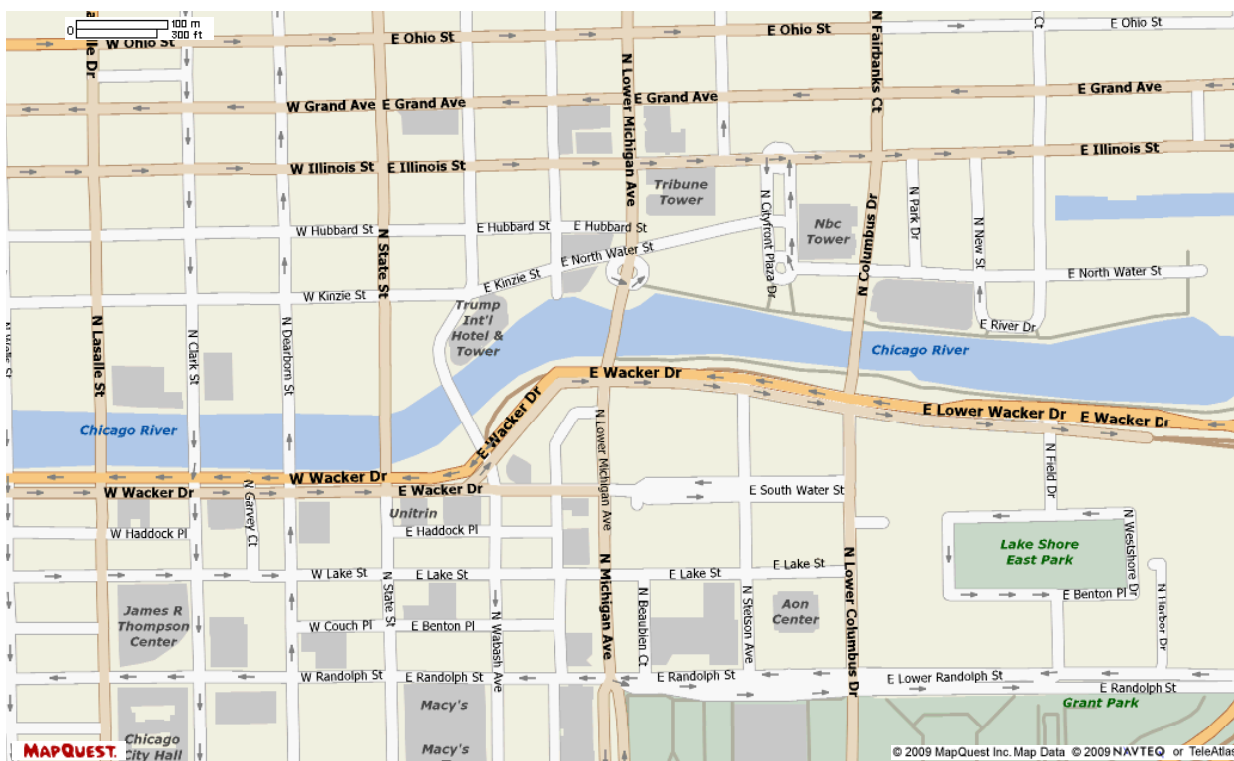 0
100 m
300 ft
W Ohio St
E Ohio St
E Ohio St
E Ohio St
lle Dr
N Lower Michigan Ave
N Fairbanks Ct
Ct
W Grand Ave
E Grand Ave
E Grand Ave
E Grand Ave
W Illinois St
E Illinois St
E Illinois St
Tribune
Tower
N Cityfront Plaza Dr
Nbc
Tower
N Columbus Dr
N Park Dr
N New St
W Hubbard St
E Hubbard St
E Hubbard St
N State St
E North Water St
E North Water St
W Kinzie St
E Kinzie St
Trump
Int'l
Hotel &
Tower
E River Dr
N Lasalle St
N Clark St
N Dearborn St
Chicago River
Chicago River
E Wacker Dr
E Wacker Dr
E Lower Wacker Dr
E Wacker Dr
N Lower Michigan Ave
N Field Dr
W Wacker Dr
W Wacker Dr
E Wacker Dr
E South Water St
N Garvey Ct
Unitrin
W Haddock Pl
E Haddock Pl
Lake Shore
East Park
N Westshore Dr
N Harbor Dr
E Benton Pl
W Lake St
E Lake St
E Lake St
E Lake St
N State St
N Wabash Ave
N Michigan Ave
N Beaubien Ct
N Stetson Ave
N Lower Columbus Dr
Aon
Center
James R
Thompson
Center
W Couch Pl
E Benton Pl
W Randolph St
E Randolph St
E Randolph St
E Lower Randolph St
E Randolph St
Grant Park
Macy's
Macy's
Chicago
City Hall
MAPQUEST.
© 2009 MapQuest Inc. Map Data © 2009 NAVTEQ or TeleAtlas